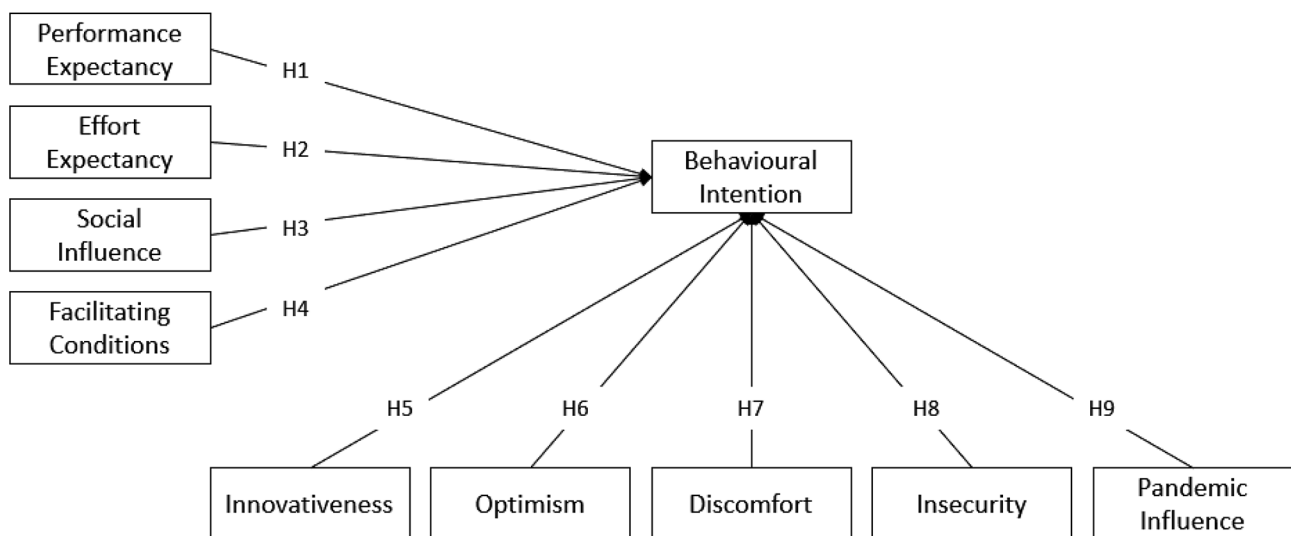 Performance
Expectancy
H1
Effort
Expectancy
H2
Behavioural
Intention
Social
Influence
H3
Facilitating
Conditions
H4
H5
H6
H7
H8
H9
Innovativeness
Optimism
Discomfort
Insecurity
Pandemic
Influence